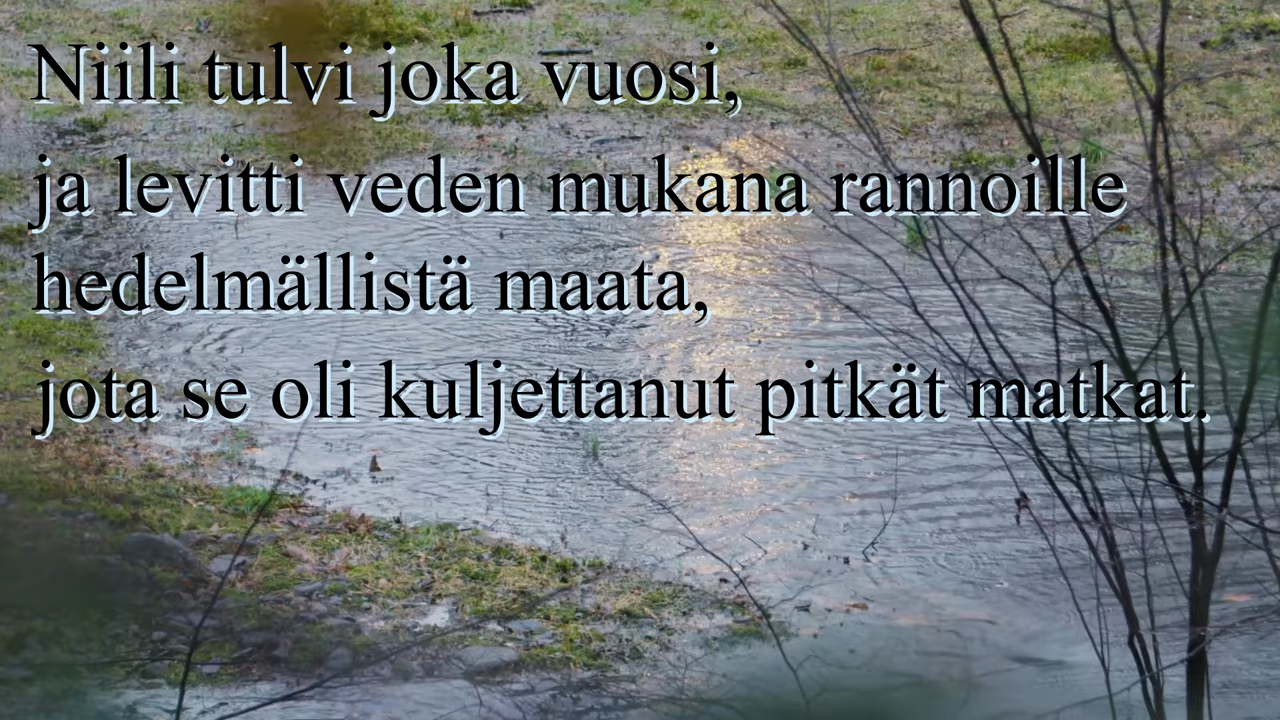 Niili tulvi joka vuosi,
ja levitti veden mukana rannoille
hedelmällistä maata,
jota se oli kuljettanut pitkät matkat.